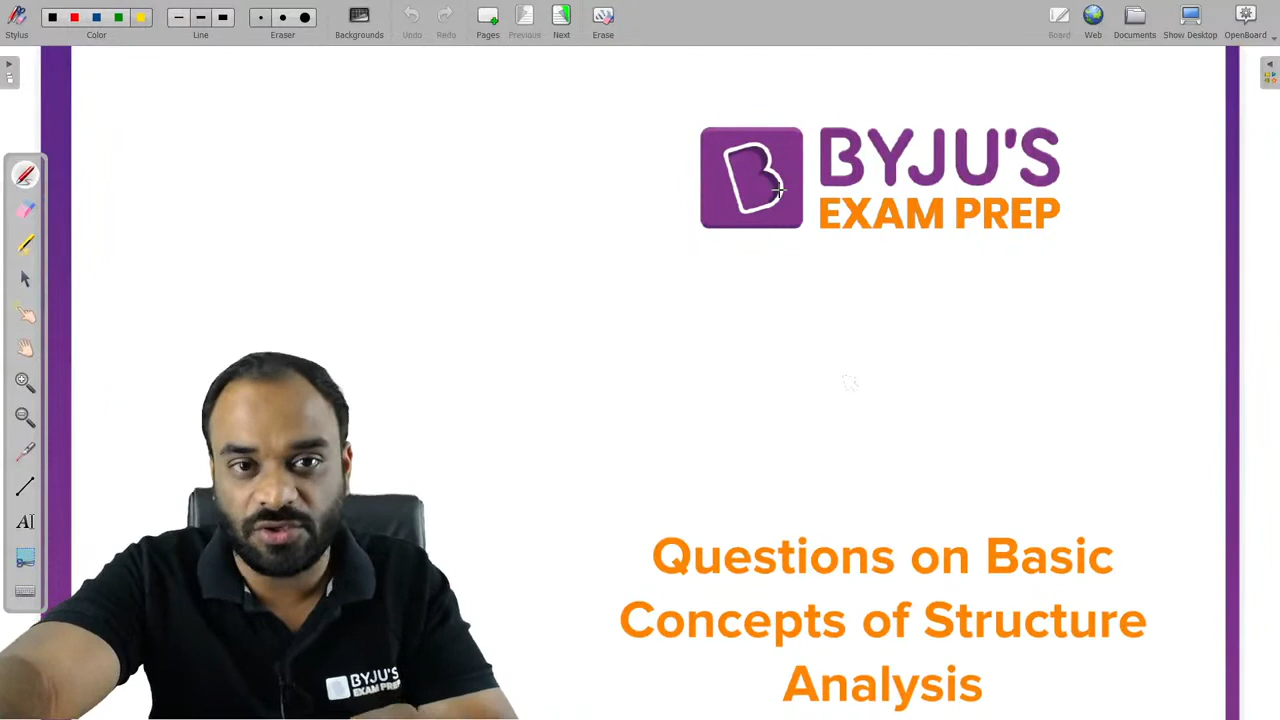 Stylus
Color
Line
Eraser
Backgrounds
Undo
Redo
Pages
Previous
Next
Erase
Board
Web
Documents
Show Desktop
OpenBoard
BYJU'S
EXAM PREP
AI
Questions on Basic
Concepts of Structure
Analysis
BYJU'S
EXAM PREP